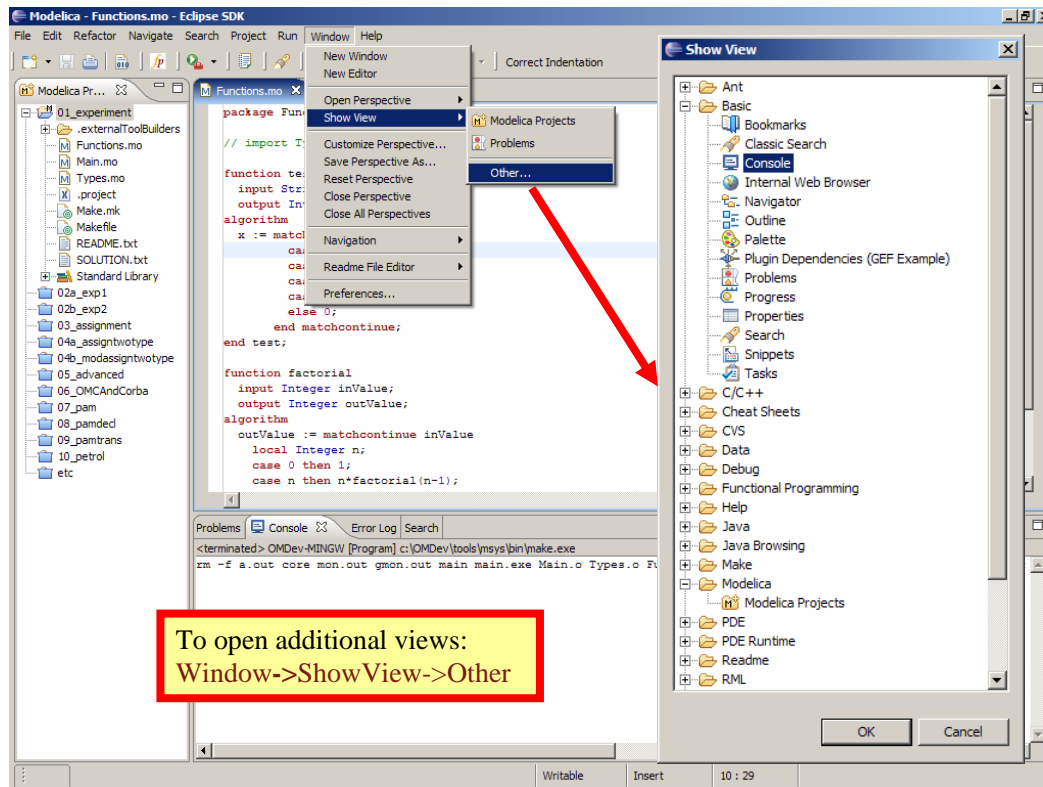 Modelica - Functions.mo - Eclipse SDK
File Edit Refactor Navigate Search Project Run Window Help
Correct Indentation
Modelica Pr...
01_experiment
.externalToolBuilders
Functions.mo
Main.mo
Types.mo
.project
Make.mk
Makefile
README.txt
SOLUTION.txt
Standard Library
02a_exp1
02b_exp2
03_assignment
04a_assigntwotype
04b_modassigntwotype
05_advanced
06_OMCAndCorba
07_pam
08_pamdecl
09_pamtrans
10_petrol
etc
Functions.mo
package Fun
// import T
function te
input Str
output In
algorithm
x := matc
ca
ca
ca
ca
else 0;
end matchcontinue;
end test;
function factorial
input Integer inValue;
output Integer outValue;
algorithm
outValue := matchcontinue inValue
local Integer n;
case 0 then 1;
case n then n*factorial(n-1);
New Window
New Editor
Open Perspective
Show View
Customize Perspective...
Save Perspective As...
Reset Perspective
Close Perspective
Close All Perspectives
Navigation
Readme File Editor
Preferences...
Modelica Projects
Problems
Other...
Problems Console Error Log Search
<terminated> OMDev-MINGW [Program] c:\OMDev\tools\msys\bin\make.exe
rm -f a.out core mon.out gmon.out main main.exe Main.o Types.o Fu
To open additional views:
Window->ShowView->Other
Show View
Ant
Basic
Bookmarks
Classic Search
Console
Internal Web Browser
Navigator
Outline
Palette
Plugin Dependencies (GEF Example)
Problems
Progress
Properties
Search
Snippets
Tasks
C/C++
Cheat Sheets
CVS
Data
Debug
Functional Programming
Help
Java
Java Browsing
Make
Modelica
Modelica Projects
PDE
PDE Runtime
Readme
RML
OK Cancel
Writable Insert 10 : 29